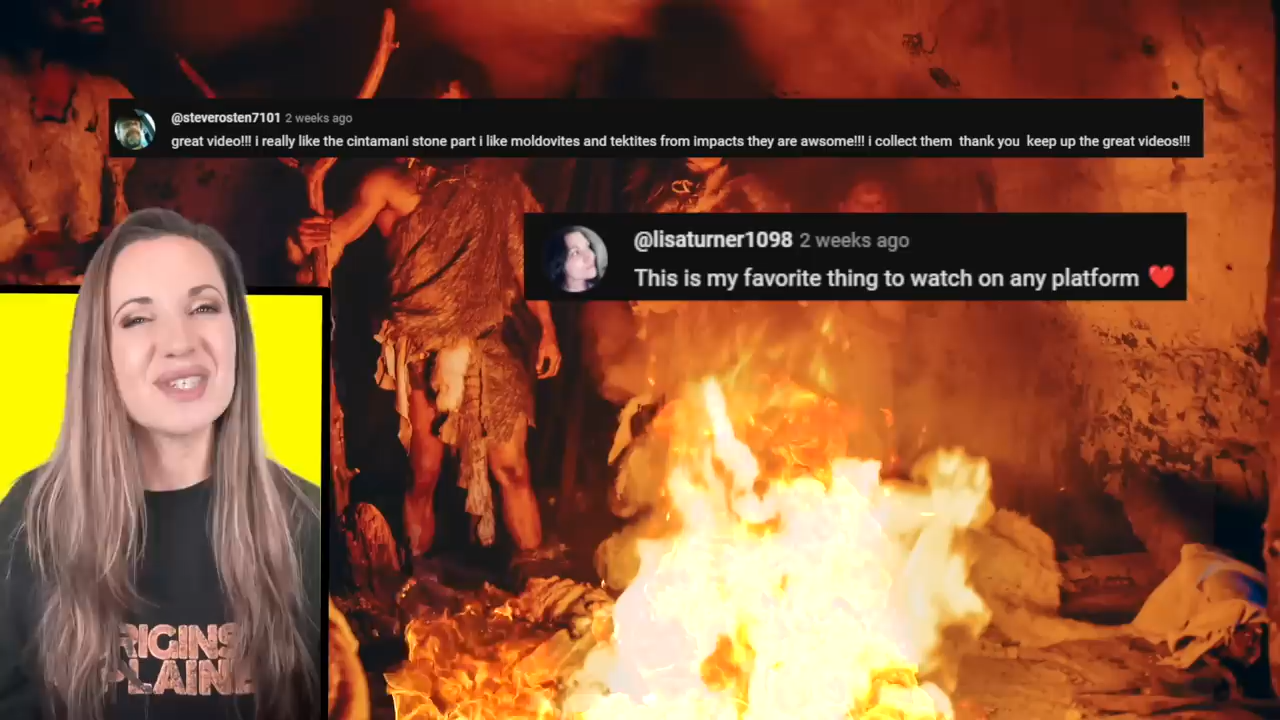 @steverosten7101 2 weeks ago
great video!!! i really like the cintamani stone part i like moldovites and tektites from impacts they are awsome!!! i collect them thank you keep up the great videos!!!
@lisaturner1098 2 weeks ago
This is my favorite thing to watch on any platform ❤️
RIGINS
PLAINE